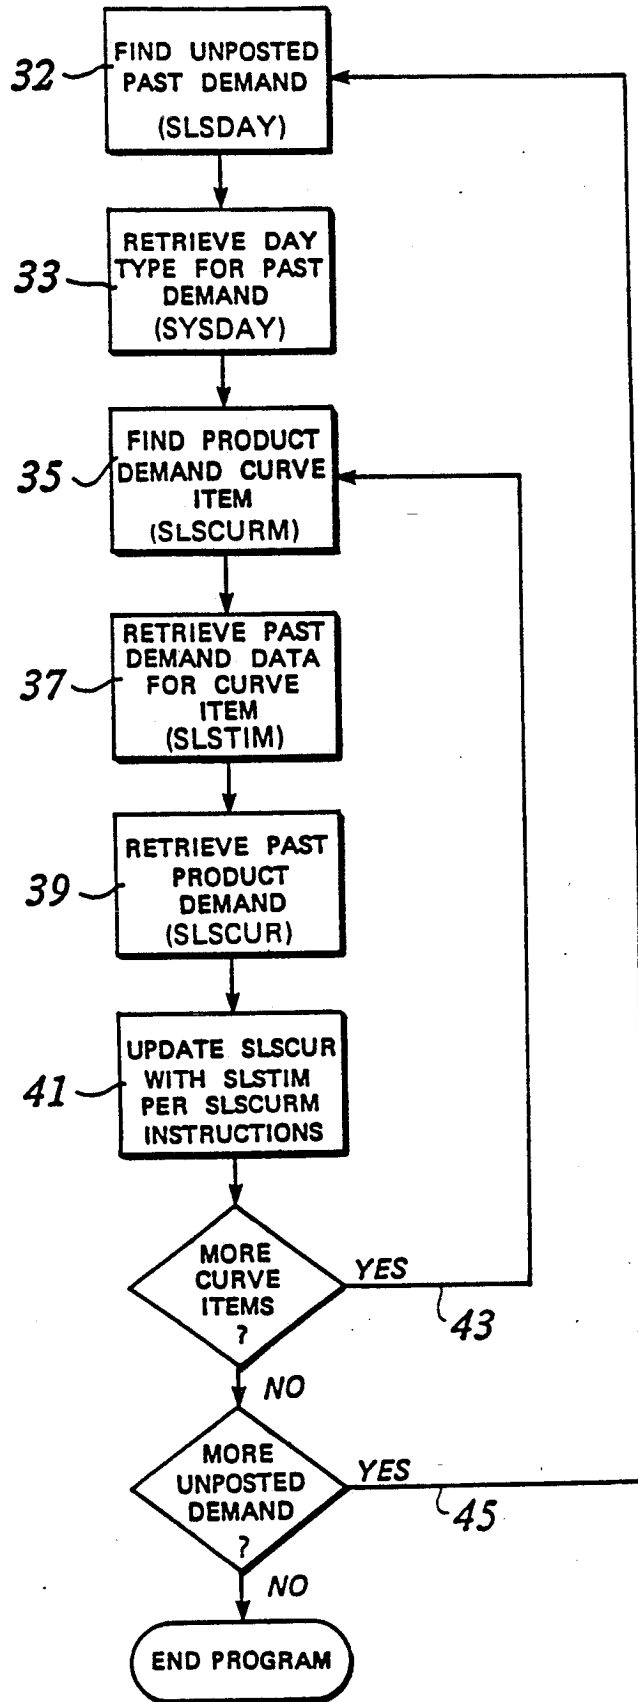 32
FIND UNPOSTED
PAST DEMAND
(SLSDAY)
33
RETRIEVE DAY
TYPE FOR PAST
DEMAND
(SYSDAY)
35
FIND PRODUCT
DEMAND CURVE
ITEM
(SLSCURM)
37
RETRIEVE PAST
DEMAND DATA
FOR CURVE
ITEM
(SLSTIM)
39
RETRIEVE PAST
PRODUCT
DEMAND
(SLSCUR)
41
UPDATE SLSCUR
WITH SLSTIM
PER SLSCURM
INSTRUCTIONS
MORE
CURVE
ITEMS
?
YES
43
NO
MORE
UNPOSTED
DEMAND
?
YES
45
NO
END PROGRAM